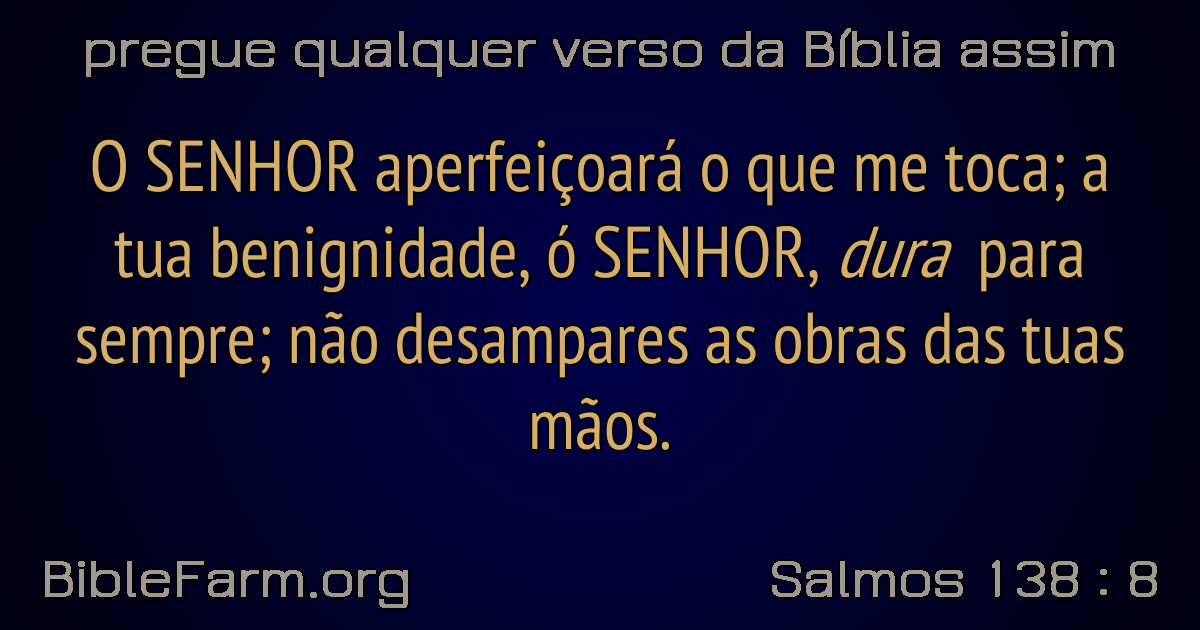 pregue qualquer verso da Bíblia assim
O SENHOR aperfeiçoará o que me toca; a
tua benignidade, ó SENHOR, dura para
sempre; não desampares as obras das tuas
mãos.
BibleFarm.org
Salmos 138 : 8